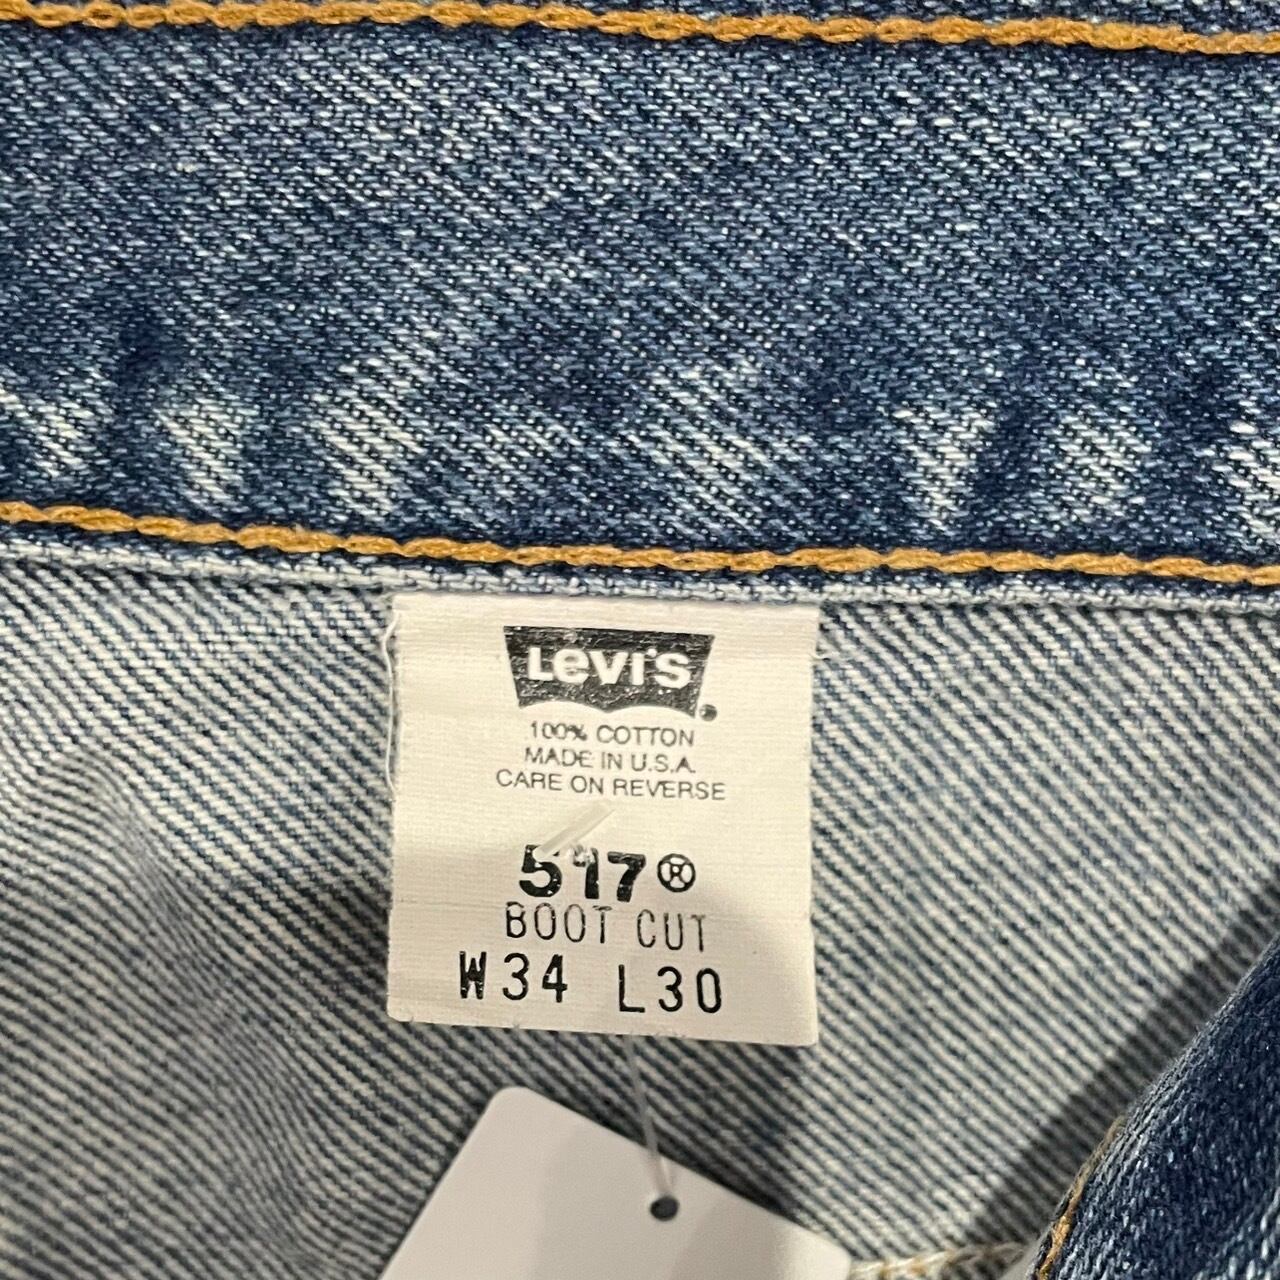 Levi's
100% COTTON
MADE IN U.S.A.
CARE ON REVERSE
517®
BOOT CUT
W34 L30